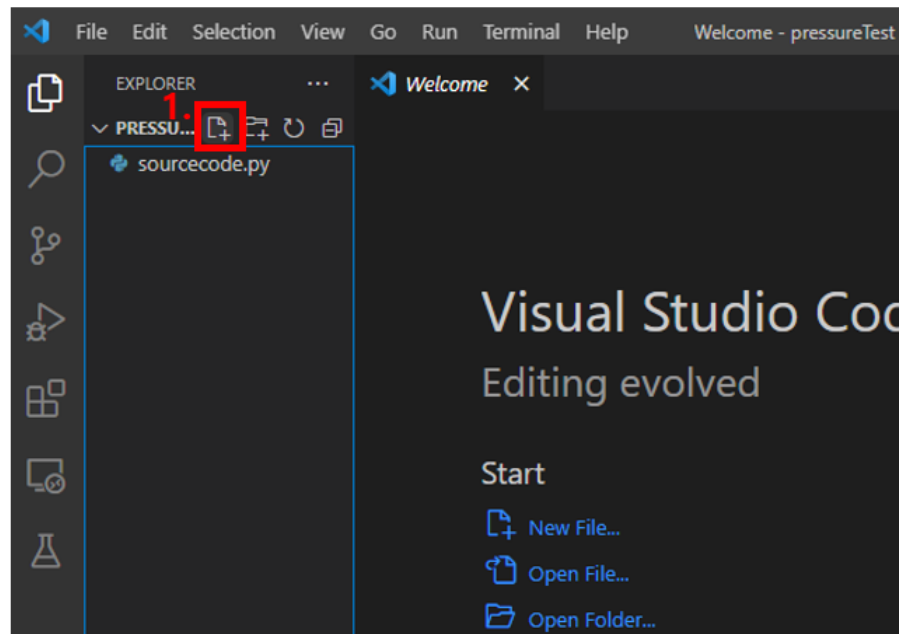 File Edit Selection View Go Run Terminal Help Welcome - pressureTest
EXPLORER ...
Welcome
1.
PRESSU...
sourcecode.py
Visual Studio Coc
Editing evolved
Start
New File...
Open File...
Open Folder...